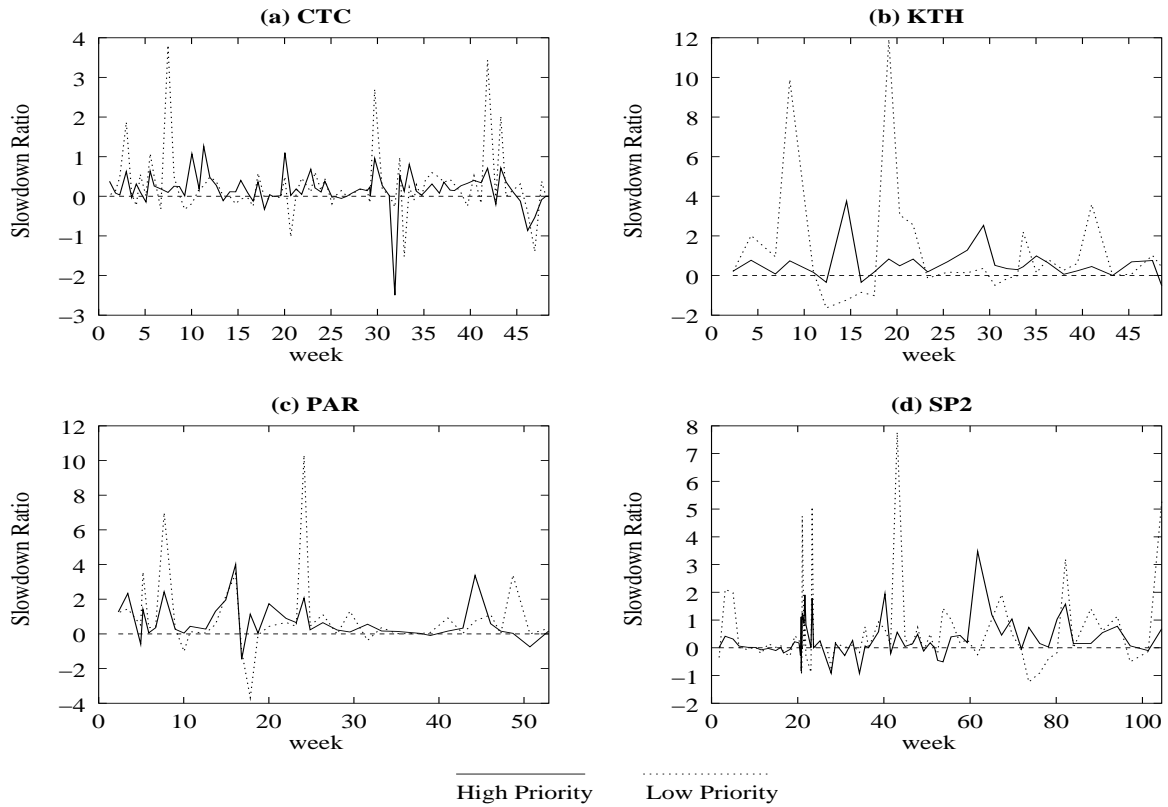 (a) CTC
4
3
2
1
0
−1
−2
−3
0 5 10 15 20 25 30 35 40 45
Slowdown Ratio
week
(b) KTH
12
10
8
6
4
2
0
−2
0 5 10 15 20 25 30 35 40 45
Slowdown Ratio
week
(c) PAR
12
10
8
6
4
2
0
−2
−4
0 10 20 30 40 50
Slowdown Ratio
week
(d) SP2
8
7
6
5
4
3
2
1
0
−1
−2
0 20 40 60 80 100
Slowdown Ratio
week
High Priority Low Priority